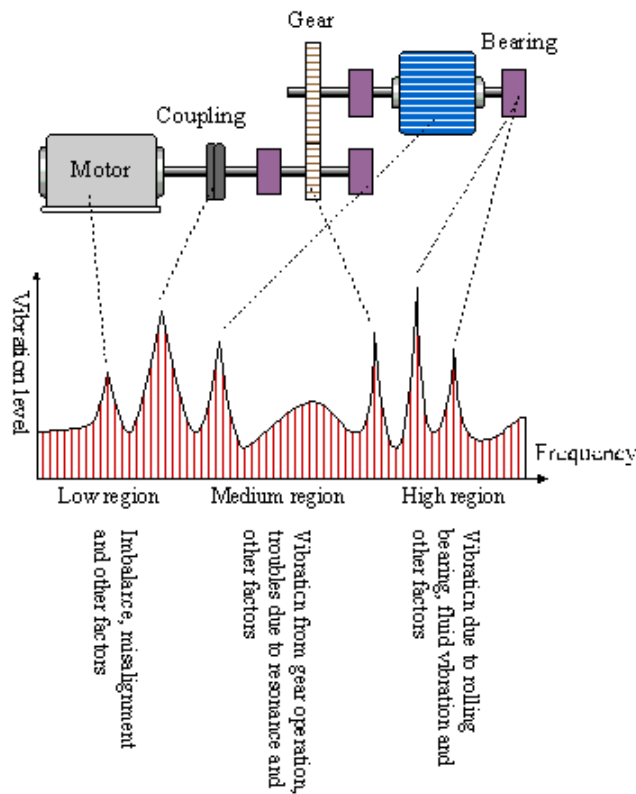 Gear
Bearing
Coupling
Motor
Vibration level
Frequency
Low region
Medium region
High region
Imbalance, misalignment
and other factors
Vibration from gear operation,
troubles due to resonance and
other factors
Vibration due to rolling
bearing, fluid vibration and
other factors